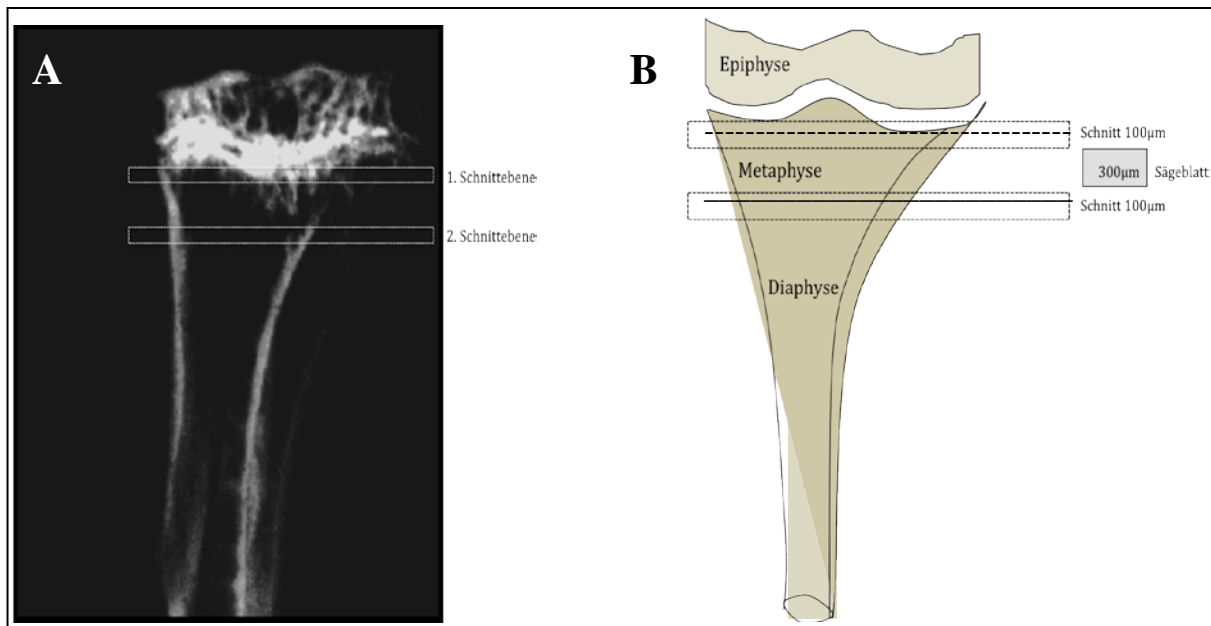 A
1. Schnittebene
2. Schnittebene
B
Epiphyse
Schnitt 100µm
Metaphyse
300µm Sägeblatt
Schnitt 100µm
Diaphyse